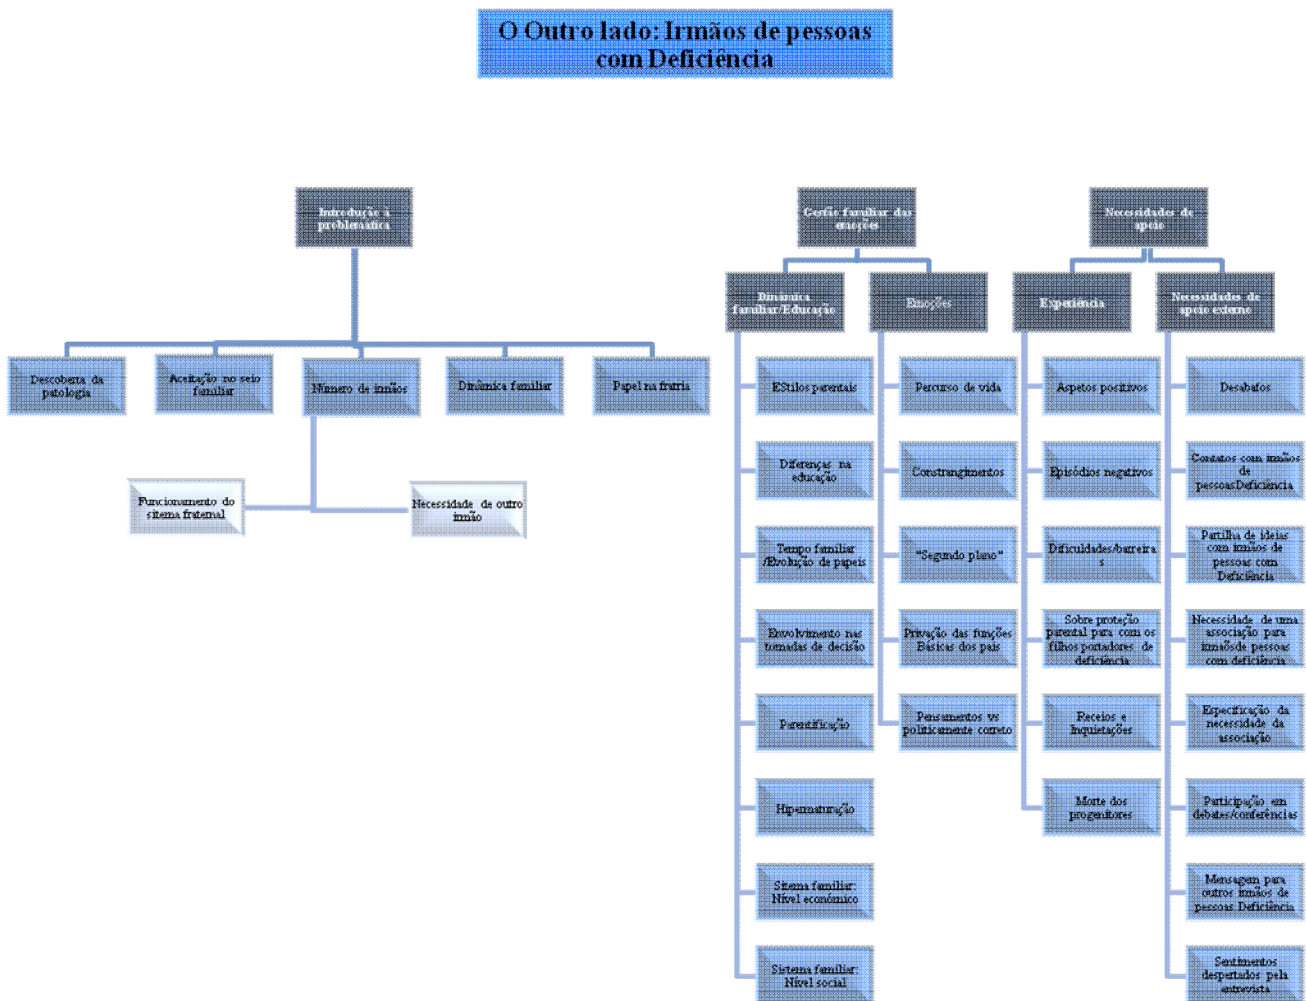 O Outro lado: Irmãos de pessoas
com Deficiência
Introdução à
problemática
Descoberta da
patologia
Aceitação no seio
familiar
Número de irmãos
Dinâmica familiar
Papel na fratria
Funcionamento do
sitema fraternal
Necessidade de outro
irmão
Gestão familiar das
emoções
Dinâmica
familiar/Educação
EStilos parentais
Diferenças na
educação
Tempo familiar
/Evolução de papeis
Envolvimento nas
tomadas de decisão
Parentificação
Hipermaturação
Sitema familiar:
Nível económico
Sistema familiar:
Nível social
Emoções
Percurso de vida
Constrangimentos
"Segundo plano"
Privação das funções
Básicas dos pais
Pensamentos vs
politicamente correto
Necessidades de
apoio
Experiência
Aspetos positivos
Episódios negativos
Dificuldades/barreira
s
Sobre proteção
parental para com os
filhos portadores de
deficiência
Receios e
Inquietações
Morte dos
progenitores
Necessidades de
apoio externo
Desabafos
Contatos com irmãos
de
pessoasDeficiência
Partilha de ideias
com irmãos de
pessoas com
Deficiência
Necessidade de uma
associação para
irmaõsde pessoas
com deficiência
Especificação da
necessidade da
associação
Participação em
debates/conferências
Mensagem para
outros irmãos de
pessoas Deficiência
Sentimentos
despertados pela
entrevista